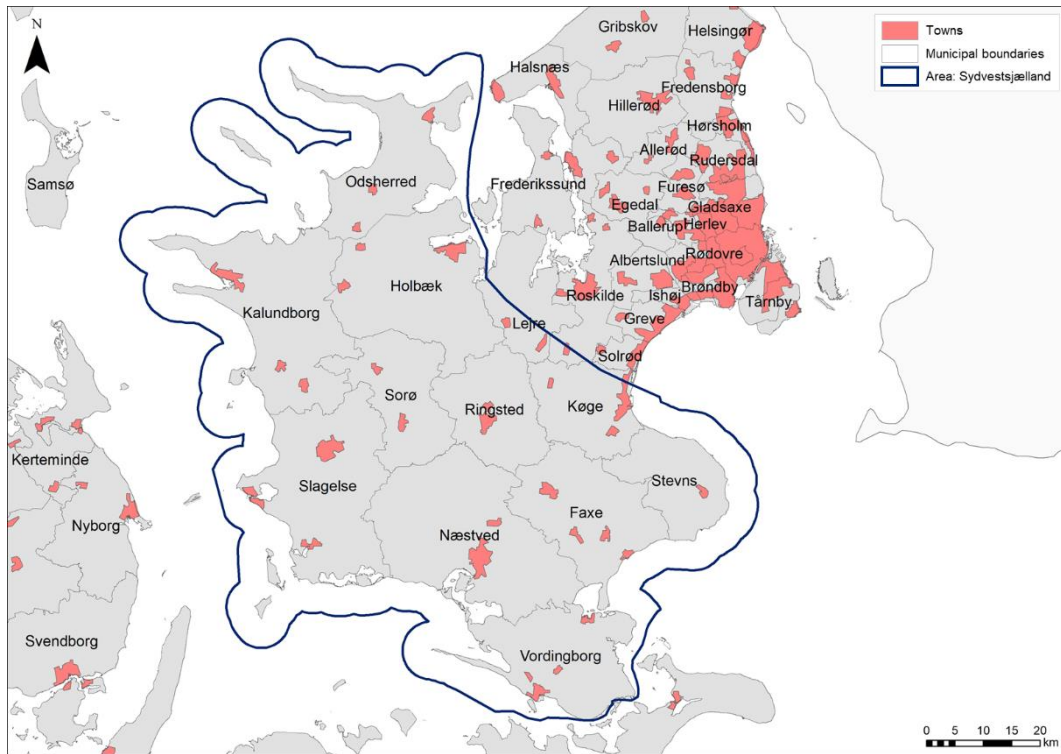 N
Towns
Municipal boundaries
Area: Sydvestsjælland
Gribskov
Helsingør
Halsnæs
Fredensborg
Hillerød
Hørsholm
Allerød
Rudersdal
Samsø
Odsherred
Frederikssund
Furesø
Egedal
Gladsaxe
Ballerup
Herlev
Rødovre
Albertslund
Holbæk
Brøndby
Roskilde
Ishøj
Tårnby
Kalundborg
Lejre
Greve
Solrød
Sorø
Ringsted
Køge
Kerteminde
Slagelse
Stevns
Faxe
Nyborg
Næstved
Svendborg
Vordingborg
0 5 10 15 20
km